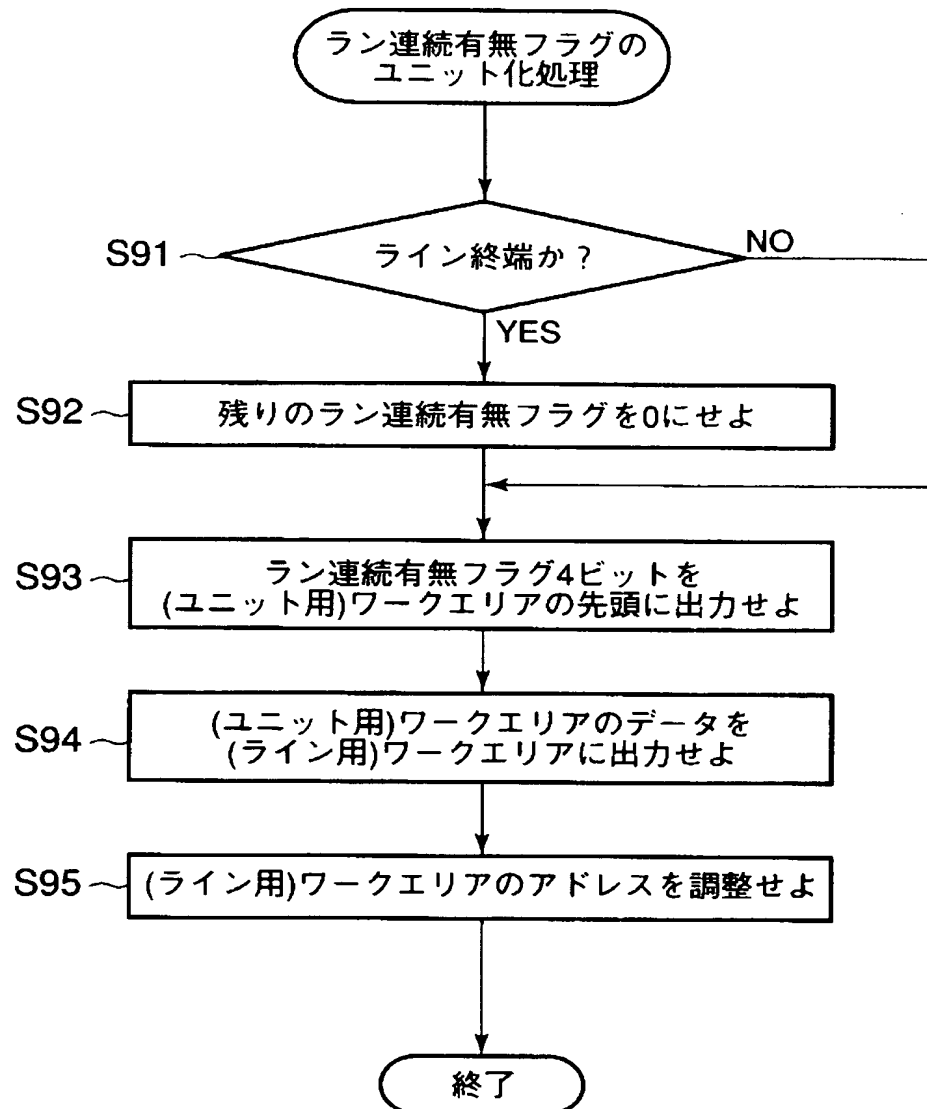 ラン連続有無フラグの
ユニット化処理
S91
ライン終端か?
NO
YES
S92
残りのラン連続有無フラグを0にせよ
S93
ラン連続有無フラグ4ビットを
(ユニット用)ワークエリアの先頭に出力せよ
S94
(ユニット用)ワークエリアのデータを
(ライン用)ワークエリアに出力せよ
S95
(ライン用)ワークエリアのアドレスを調整せよ
終了